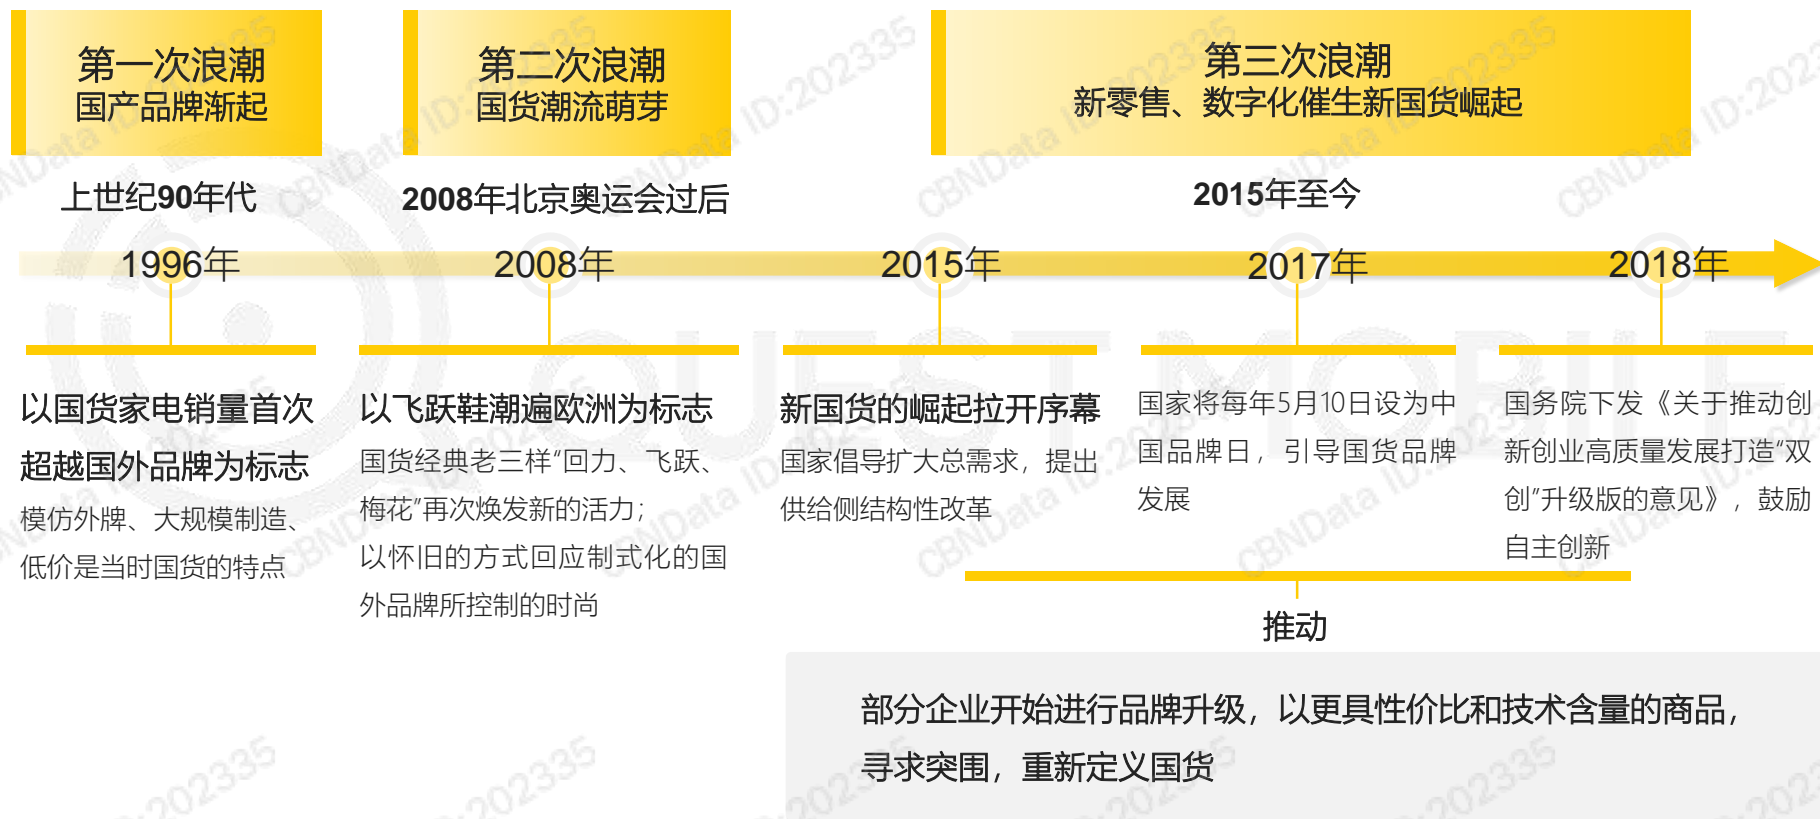 第一次浪潮
国产品牌渐起
第二次浪潮
国货潮流萌芽
第三次浪潮
新零售、数字化催生新国货崛起
上世纪90年代
2008年北京奥运会过后
2015年至今
1996年
2008年
2015年
2017年
2018年
以国货家电销量首次
超越国外品牌为标志
模仿外牌、大规模制造、
低价是当时国货的特点
以飞跃鞋潮遍欧洲为标志
国货经典老三样“回力、飞跃、
梅花”再次焕发新的活力；
以怀旧的方式回应制式化的国
外品牌所控制的时尚
新国货的崛起拉开序幕
国家倡导扩大总需求，提出
供给侧结构性改革
国家将每年5月10日设为中
国品牌日，引导国货品牌
发展
国务院下发《关于推动创
新创业高质量发展打造“双
创”升级版的意见》，鼓励
自主创新
推动
部分企业开始进行品牌升级，以更具性价比和技术含量的商品，
寻求突围，重新定义国货
QUEST MOBILE
CBNData ID:202335